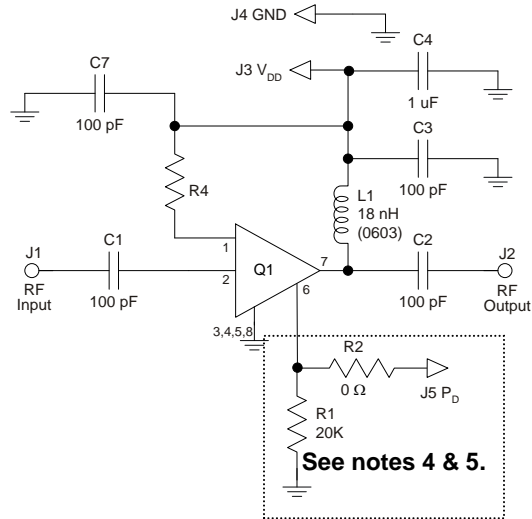 J4 GND
C4
J3 V_DD
1 uF
C7
100 pF
C3
100 pF
R4
L1
18 nH
(0603)
J1
RF
Input
C1
100 pF
1
2
Q1
7
6
3,4,5,8
C2
100 pF
J2
RF
Output
R2
0 Ω
J5 P_D
R1
20K
See notes 4 & 5.